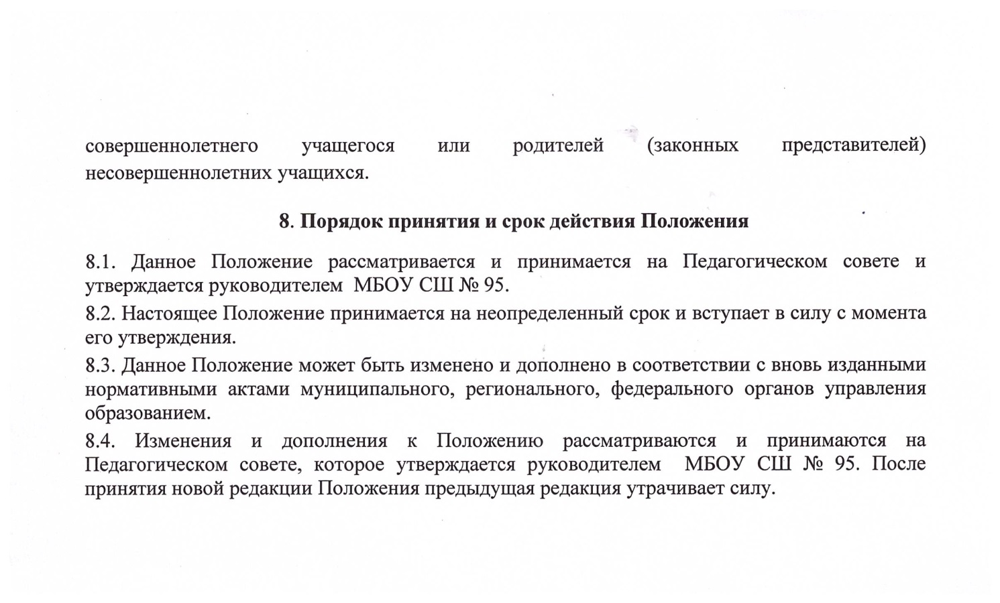 совершеннолетнего учащегося или родителей (законных представителей)
несовершеннолетних учащихся.
8. Порядок принятия и срок действия Положения
8.1. Данное Положение рассматривается и принимается на Педагогическом совете и
утверждается руководителем МБОУ СШ № 95.
8.2. Настоящее Положение принимается на неопределенный срок и вступает в силу с момента
его утверждения.
8.3. Данное Положение может быть изменено и дополнено в соответствии с вновь изданными
нормативными актами муниципального, регионального, федерального органов управления
образованием.
8.4. Изменения и дополнения к Положению рассматриваются и принимаются на
Педагогическом совете, которое утверждается руководителем МБОУ СШ № 95. После
принятия новой редакции Положения предыдущая редакция утрачивает силу.